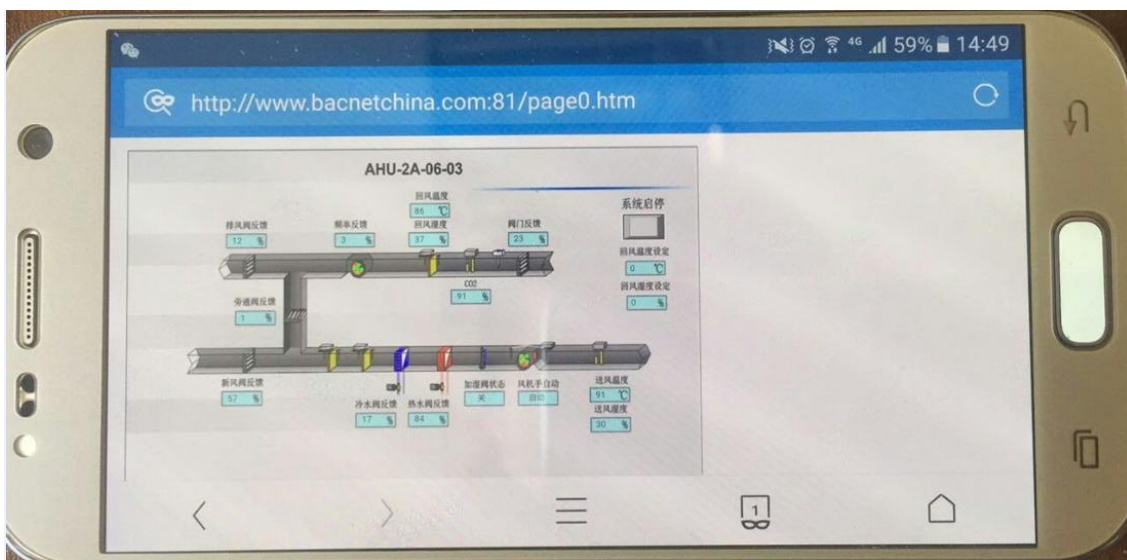 4G 59% 14:49
http://www.bacnetchina.com:81/page0.htm
AHU-2A-06-03
回风温度
86 ℃
系统启停
排风阀反馈
频率反馈
回风湿度
阀门反馈
12 %
3 %
37 %
23 %
回风温度设定
0 ℃
CO2
91 %
回风湿度设定
0 %
旁通阀反馈
1 %
新风阀反馈
57 %
冷水阀反馈
17 %
热水阀反馈
84 %
加湿阀状态
关
风机手自动
自动
送风温度
91 ℃
送风湿度
30 %
1